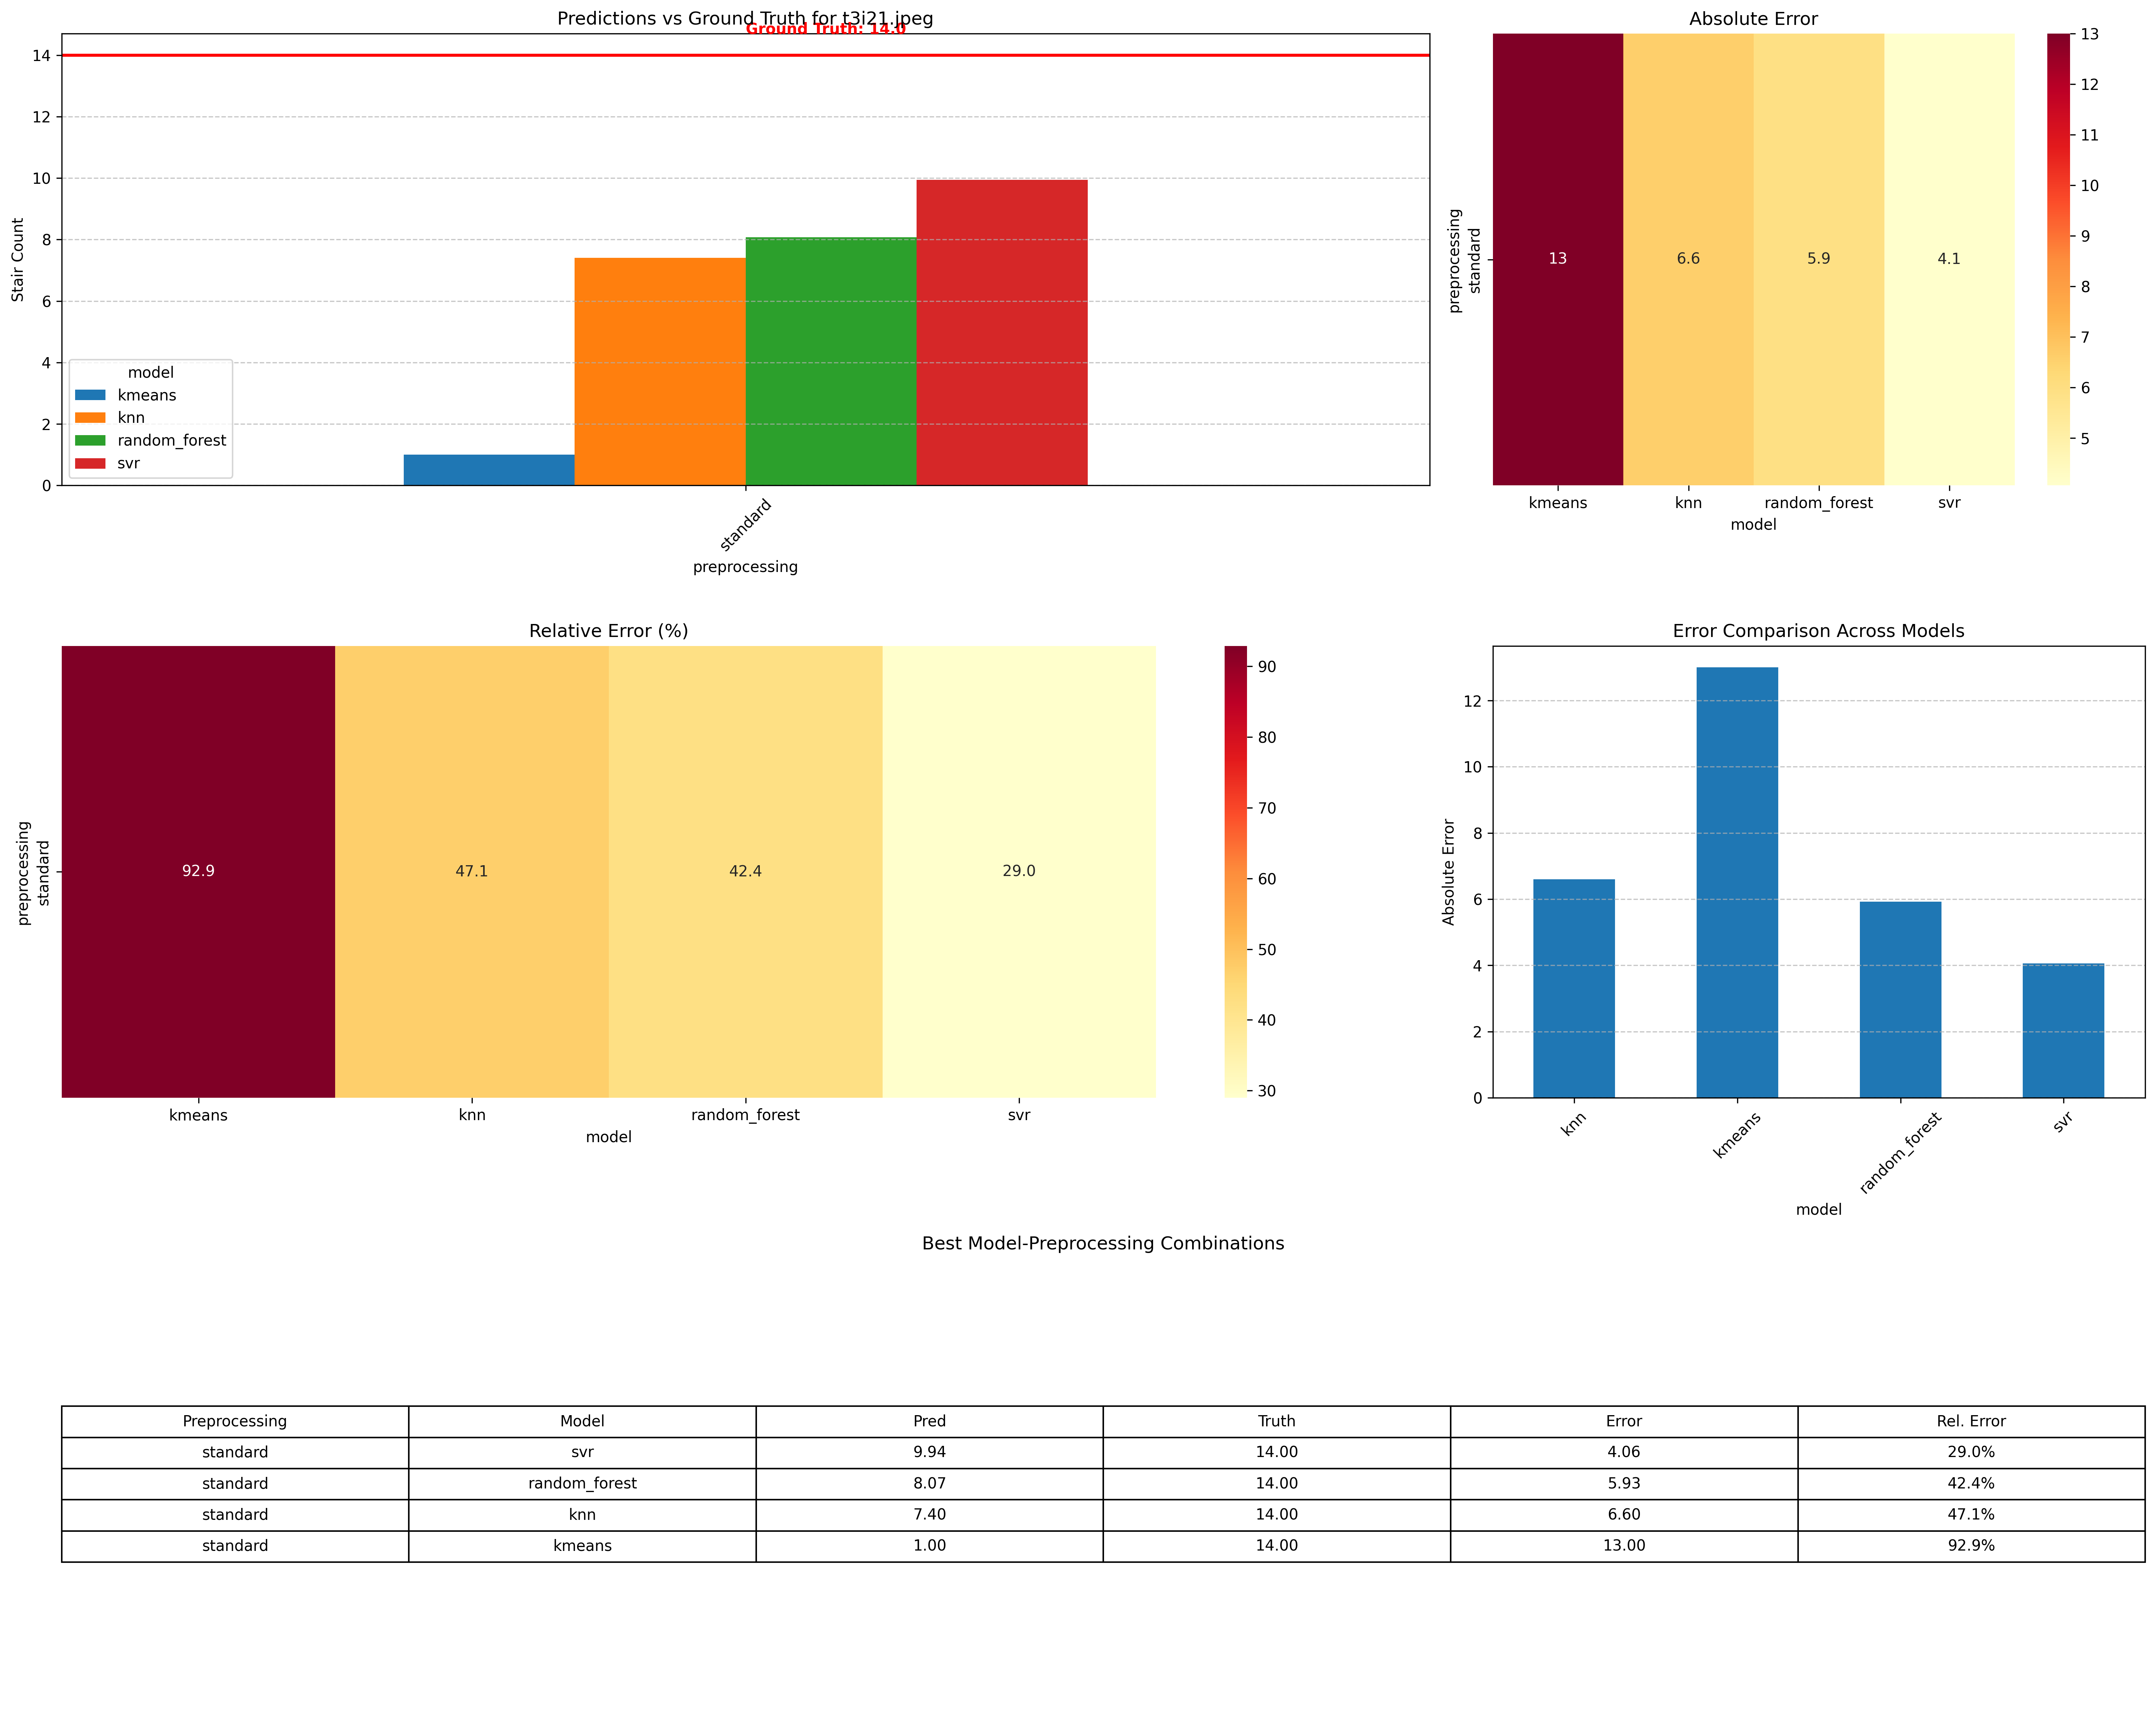 Predictions vs Ground Truth for t3i21.jpeg
Ground Truth: 14.0
14
12
10
8
6
4
2
0
Stair Count
model
kmeans
knn
random_forest
svr
standard
preprocessing
Absolute Error
preprocessing
standard
13 6.6 5.9 4.1
kmeans knn random_forest svr
model
13
12
11
10
9
8
7
6
5
Relative Error (%)
preprocessing
standard
92.9 47.1 42.4 29.0
kmeans knn random_forest svr
model
90
80
70
60
50
40
30
Error Comparison Across Models
Absolute Error
12
10
8
6
4
2
0
knn kmeans random_forest svr
model
Best Model-Preprocessing Combinations
Preprocessing Model Pred Truth Error Rel. Error
standard svr 9.94 14.00 4.06 29.0%
standard random_forest 8.07 14.00 5.93 42.4%
standard knn 7.40 14.00 6.60 47.1%
standard kmeans 1.00 14.00 13.00 92.9%